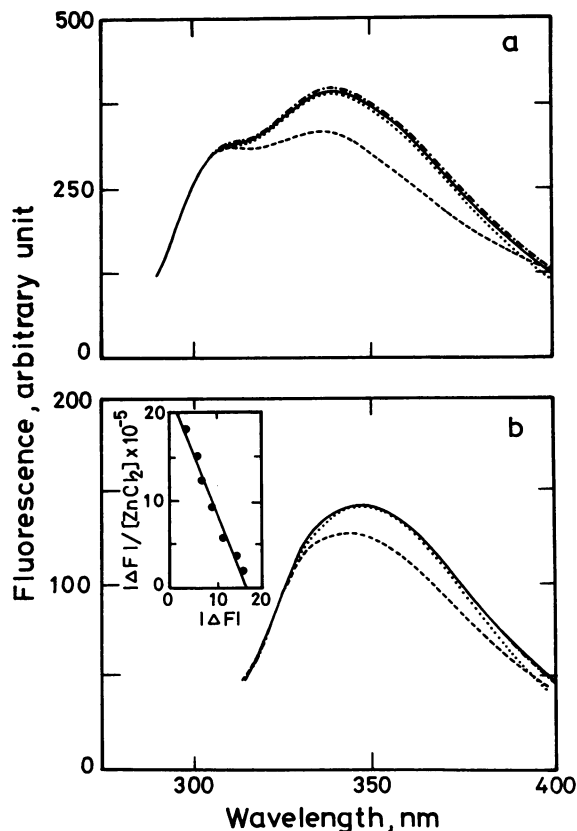 500
a
250
0
Fluorescence, arbitrary unit
200
b
100
0
20
10
0
|ΔF|/[ZnCl₂]x10⁻⁵
0 10 20
|ΔF|
300 350 400
Wavelength, nm